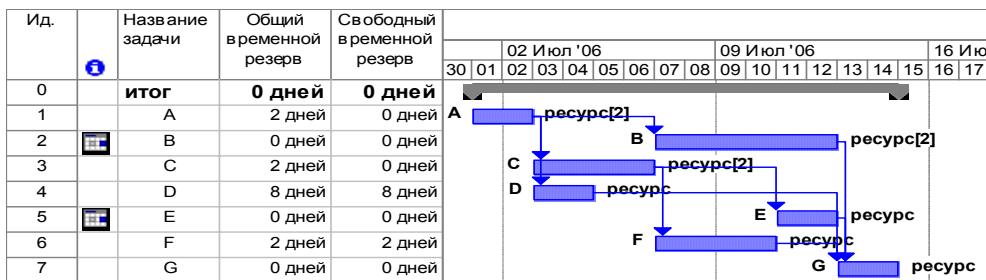 Ид. Название задачи Общий временной резерв Свободный временной резерв
02 Июл '06 09 Июл '06 16 Ию
30 01 02 03 04 05 06 07 08 09 10 11 12 13 14 15 16 17
0 итог 0 дней 0 дней
1 A 2 дней 0 дней A ресурс[2]
2 B 0 дней 0 дней B ресурс[2]
3 C 2 дней 0 дней C ресурс[2]
4 D 8 дней 8 дней D ресурс
5 E 0 дней 0 дней E ресурс
6 F 2 дней 2 дней F ресурс
7 G 0 дней 0 дней G ресурс